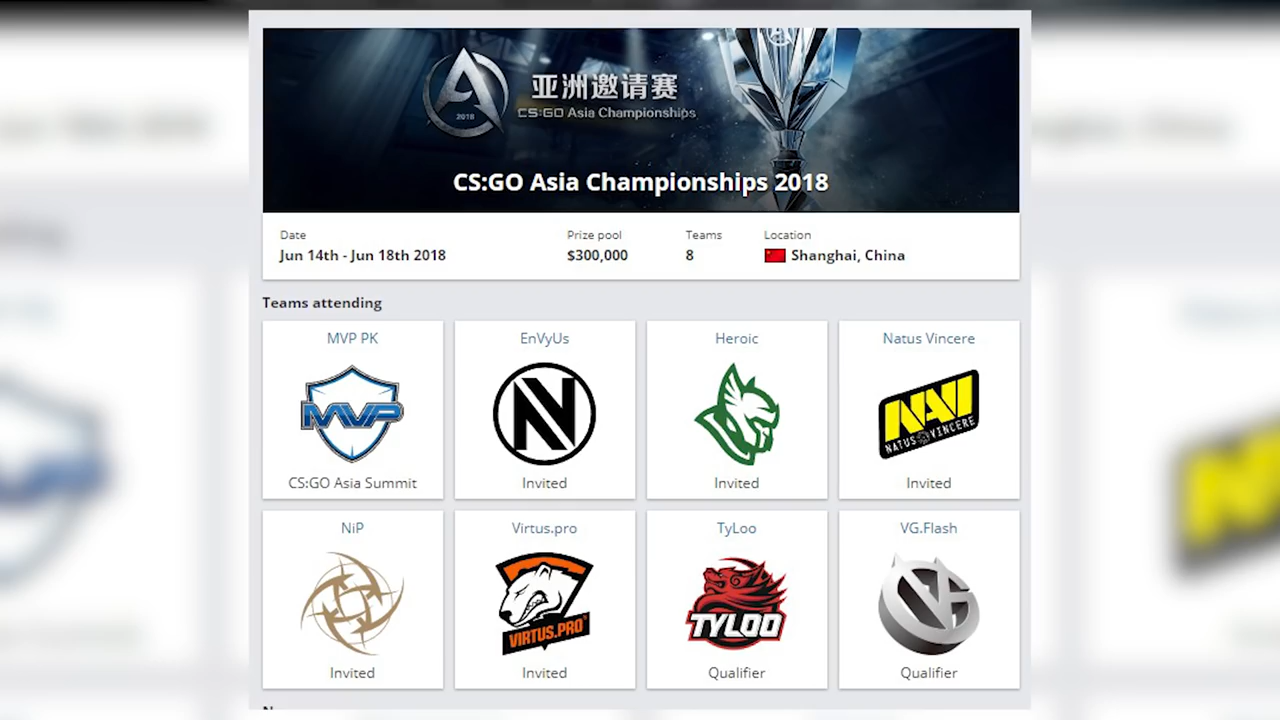 亚洲邀请赛
2018
CS:GO Asia Championships
CS:GO Asia Championships 2018
Date
Prize pool
Teams
Location
Jun 14th - Jun 18th 2018
$300,000
8
Shanghai, China
Teams attending
MVP PK
EnVyUs
Heroic
Natus Vincere
MVP
NAVI
NATUS VINCERE
CS:GO Asia Summit
Invited
Invited
Invited
NiP
Virtus.pro
TyLoo
VG.Flash
VIRTUS.PRO
TYLOO
VG
Invited
Invited
Qualifier
Qualifier